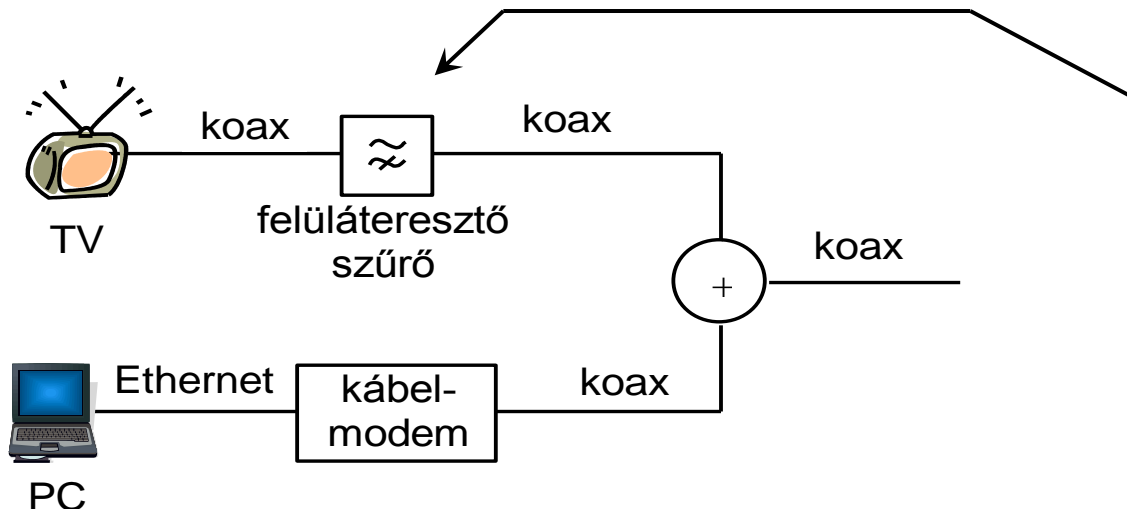 koax
koax
TV
felüláteresztő
szűrő
koax
+
Ethernet
kábel-
modem
koax
PC